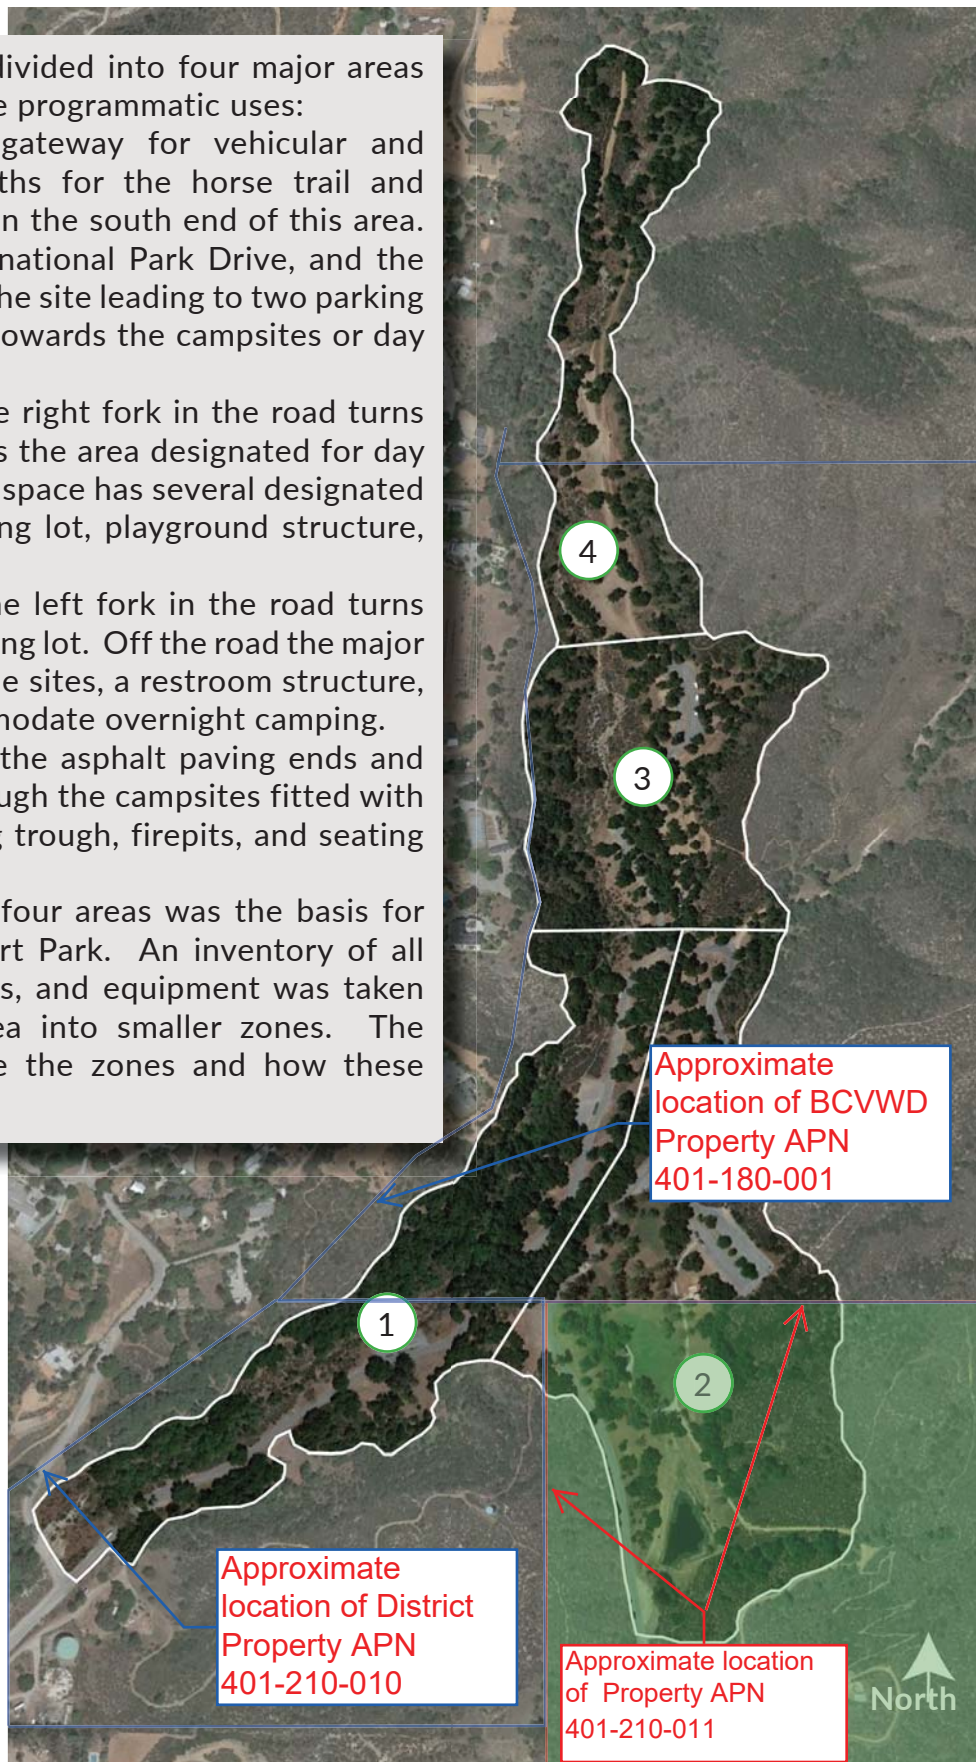 divided into four major areas
e programmatic uses:
gateway for vehicular and
ths for the horse trail and
n the south end of this area.
national Park Drive, and the
he site leading to two parking
owards the campsites or day
e right fork in the road turns
s the area designated for day
space has several designated
ng lot, playground structure,
he left fork in the road turns
ng lot. Off the road the major
e sites, a restroom structure,
modate overnight camping.
the asphalt paving ends and
ugh the campsites fitted with
g trough, firepits, and seating
four areas was the basis for
rt Park. An inventory of all
s, and equipment was taken
ea into smaller zones. The
e the zones and how these
4
3
Approximate
location of BCVWD
Property APN
401-180-001
1
2
Approximate
location of District
Property APN
401-210-010
Approximate location
of Property APN
401-210-011
North